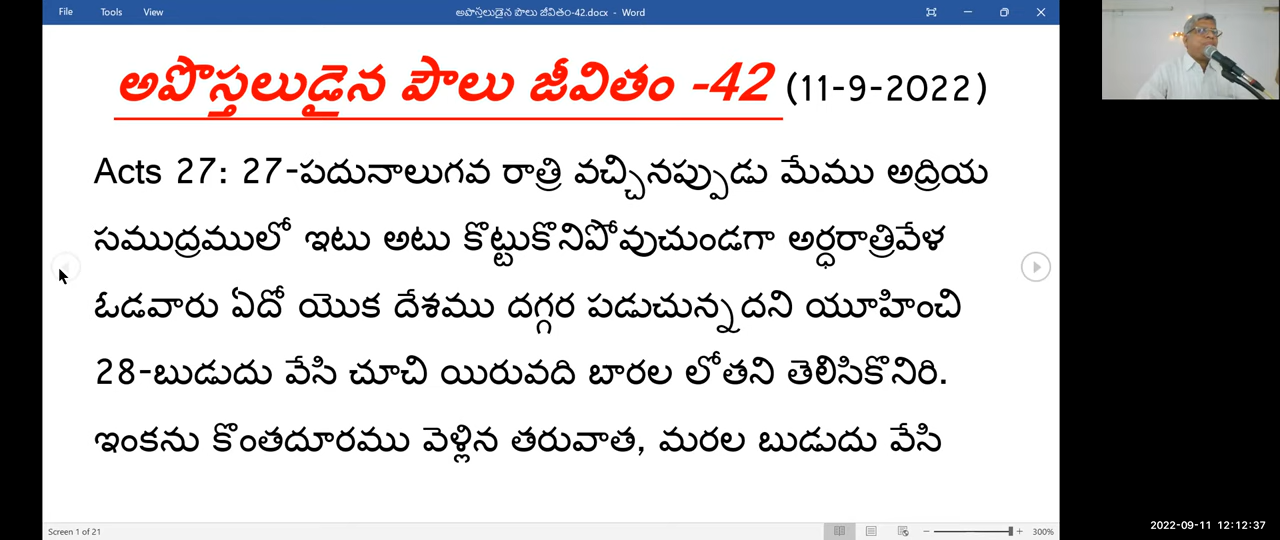 File Tools View అపొస్తలుడైన పౌలు జీవితం-42.docx - Word
అపొస్తలుడైన పౌలు జీవితం -42 (11-9-2022)
Acts 27: 27-పదునాలుగవ రాత్రి వచ్చినప్పుడు మేము అద్రియ
సముద్రములో ఇటు అటు కొట్టుకొనిపోవుచుండగా అర్ధరాత్రివేళ
ఓడవారు ఏదో యొక దేశము దగ్గర పడుచున్నదని యూహించి
28-బుడుదు వేసి చూచి యిరువది బారల లోతని తెలిసికొనిరి.
ఇంకను కొంతదూరము వెళ్లిన తరువాత, మరల బుడుదు వేసి
Screen 1 of 21 300%
2022-09-11 12:12:37